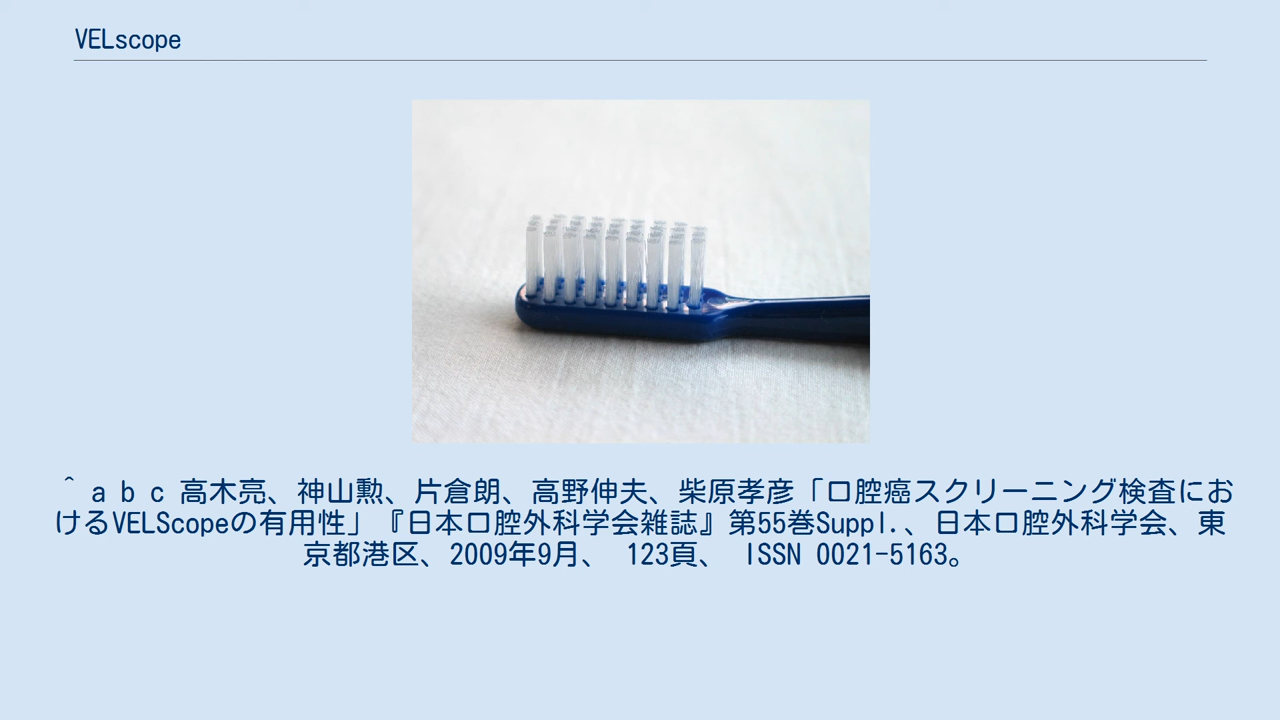 VELscope
^ a b c 高木亮、神山勲、片倉朗、高野伸夫、柴原孝彦「口腔癌スクリーニング検査にお
けるVELScopeの有用性」『日本口腔外科学会雑誌』第55巻Suppl.、日本口腔外科学会、東
京都港区、2009年9月、 123頁、 ISSN 0021-5163。